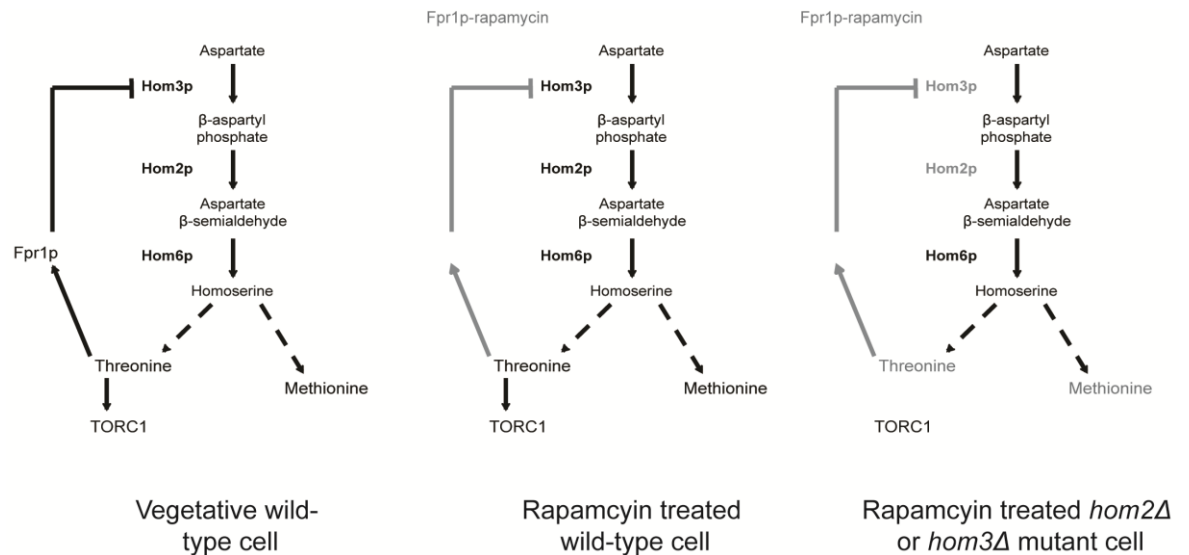 Aspartate
Hom3p
β-aspartyl
phosphate
Hom2p
Aspartate
β-semialdehyde
Fpr1p
Hom6p
Homoserine
Threonine
Methionine
TORC1
Vegetative wild-
type cell
Fpr1p-rapamycin
Aspartate
Hom3p
β-aspartyl
phosphate
Hom2p
Aspartate
β-semialdehyde
Hom6p
Homoserine
Threonine
Methionine
TORC1
Rapamcyin treated
wild-type cell
Fpr1p-rapamycin
Aspartate
Hom3p
β-aspartyl
phosphate
Hom2p
Aspartate
β-semialdehyde
Hom6p
Homoserine
Threonine
Methionine
TORC1
Rapamcyin treated hom2Δ
or hom3Δ mutant cell